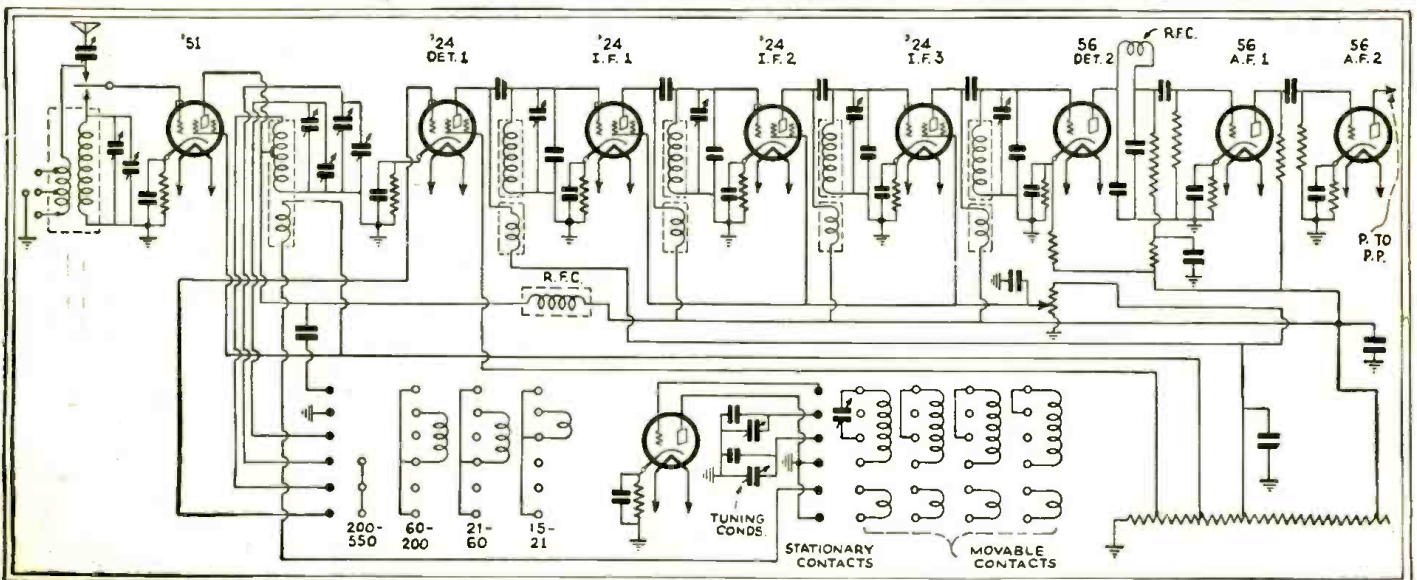 '51
'24
DET. 1
'24
I.F. 1
'24
I.F. 2
'24
I.F. 3
56
DET. 2
R.F.C.
56
A.F. 1
56
A.F. 2
P. TO
P.P.
R.F.C.
200-
550
60-
200
21-
60
15-
21
TUNING
CONDS.
STATIONARY
CONTACTS
MOVABLE
CONTACTS